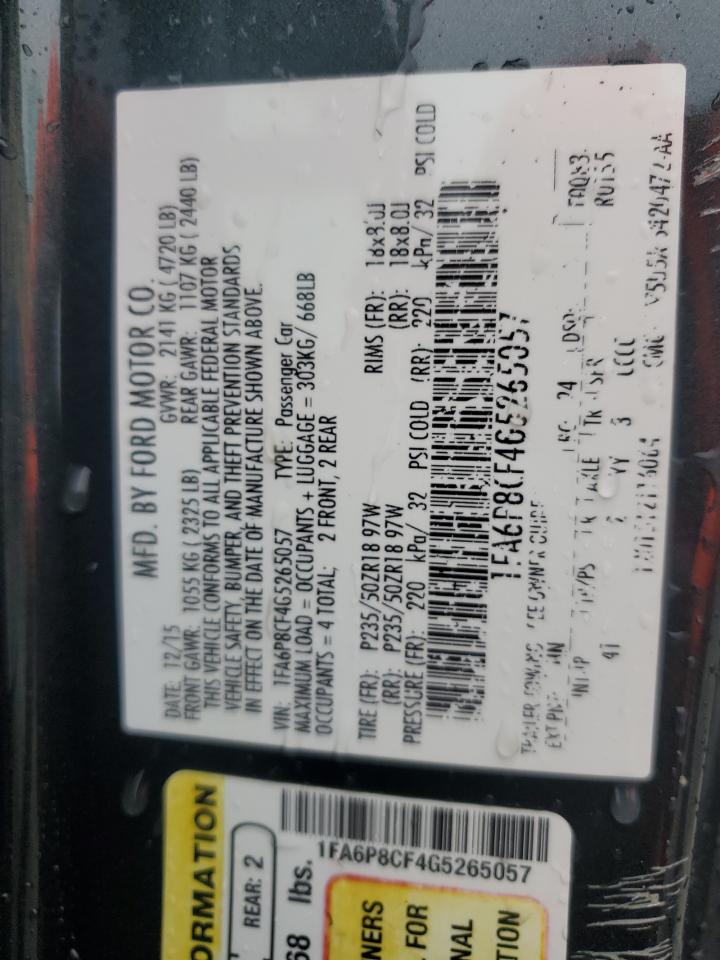 MFD. BY FORD MOTOR CO.
DATE: 12/15 GVWR: 2141 KG ( 4720 LB)
FRONT GAWR: 1055 KG ( 2325 LB) REAR GAWR: 1107 KG ( 2440 LB)
THIS VEHICLE CONFORMS TO ALL APPLICABLE FEDERAL MOTOR
VEHICLE SAFETY, BUMPER, AND THEFT PREVENTION STANDARDS
IN EFFECT ON THE DATE OF MANUFACTURE SHOWN ABOVE.
VIN: 1FA6P8CF4G5265057 TYPE: Passenger Car
MAXIMUM LOAD = OCCUPANTS + LUGGAGE = 303KG/ 668LB
OCCUPANTS = 4 TOTAL; 2 FRONT, 2 REAR
TIRE (FR): P235/50ZR18 97W RIMS (FR): 18x8.0J
(RR): P235/50ZR18 97W (RR): 18x8.0J
PRESSURE (FR): 220 kPa/ 32 PSI COLD (RR): 220 kPa/ 32 PSI COLD
1FA6P8CF4G5265057
24 DSO:
3
ORMATION
REAR: 2
68 lbs.
1FA6P8CF4G5265057
NERS
FOR
NAL
TION